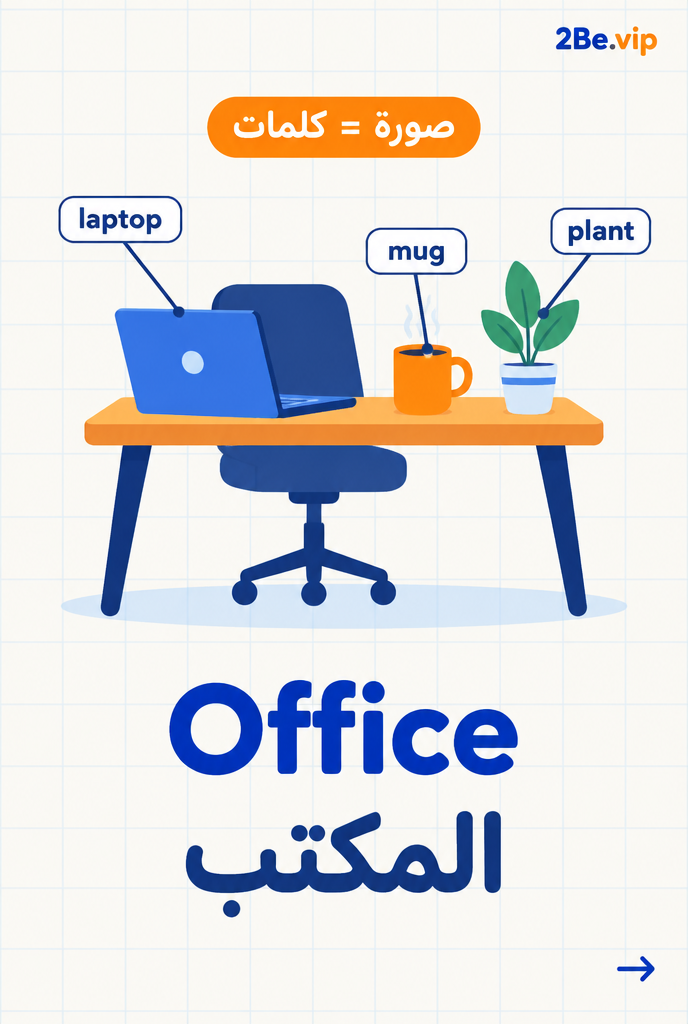 2Be.vip
صورة = كلمات
laptop
mug
plant
Office
المكتب